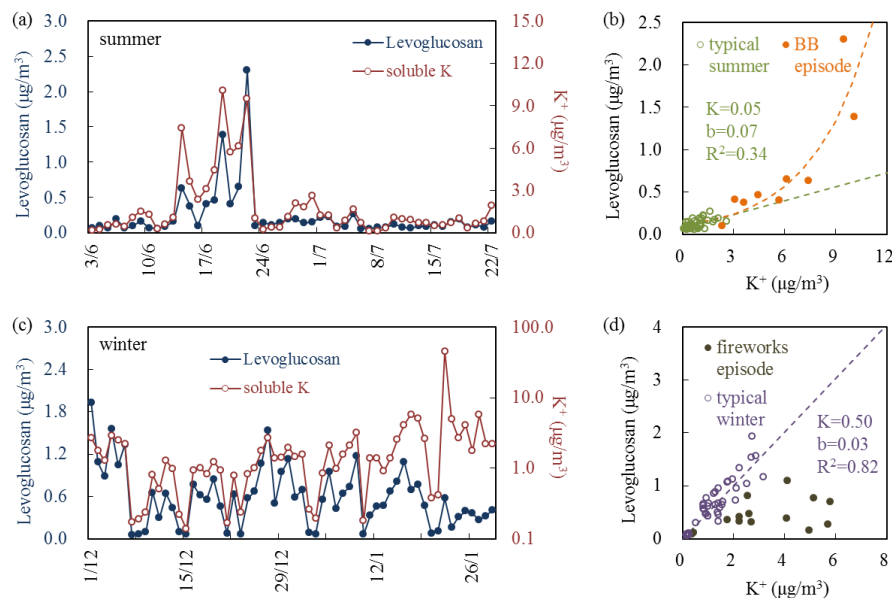 (a)
summer
Levoglucosan
soluble K
Levoglucosan (μg/m³)
3.0
2.5
2.0
1.5
1.0
0.5
0.0
15.0
12.0
9.0
6.0
3.0
0.0
K⁺ (μg/m³)
3/6
10/6
17/6
24/6
1/7
8/7
15/7
22/7
(b)
typical
summer
BB
episode
K=0.05
b=0.07
R²=0.34
Levoglucosan (μg/m³)
2.5
2.0
1.5
1.0
0.5
0.0
0
3
6
9
12
K⁺ (μg/m³)
(c)
winter
Levoglucosan
soluble K
Levoglucosan (μg/m³)
3.0
2.4
1.8
1.2
0.6
0.0
100.0
10.0
1.0
0.1
K⁺ (μg/m³)
1/12
15/12
29/12
12/1
26/1
(d)
fireworks
episode
typical
winter
K=0.50
b=0.03
R²=0.82
Levoglucosan (μg/m³)
4
3
2
1
0
0
2
4
6
8
K⁺ (μg/m³)